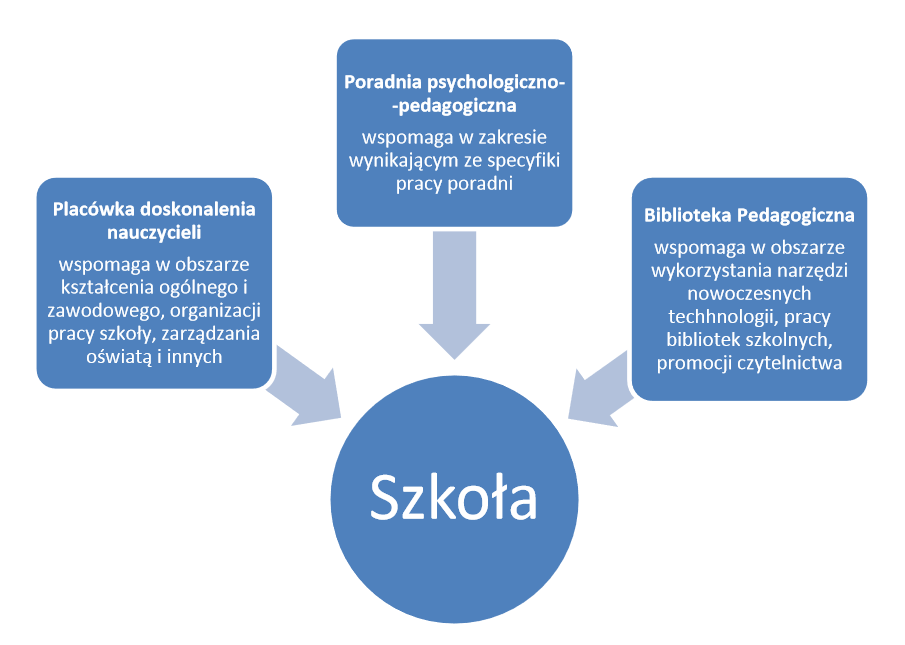 Poradnia psychologiczno-
-pedagogiczna
wspomaga w zakresie
wynikającym ze specyfiki
pracy poradni
Placówka doskonalenia
nauczycieli
wspomaga w obszarze
kształcenia ogólnego i
zawodowego, organizacji
pracy szkoły, zarządzania
oświatą i innych
Biblioteka Pedagogiczna
wspomaga w obszarze
wykorzystania narzędzi
nowoczesnych
techhnologii, pracy
bibliotek szkolnych,
promocji czytelnictwa
Szkoła